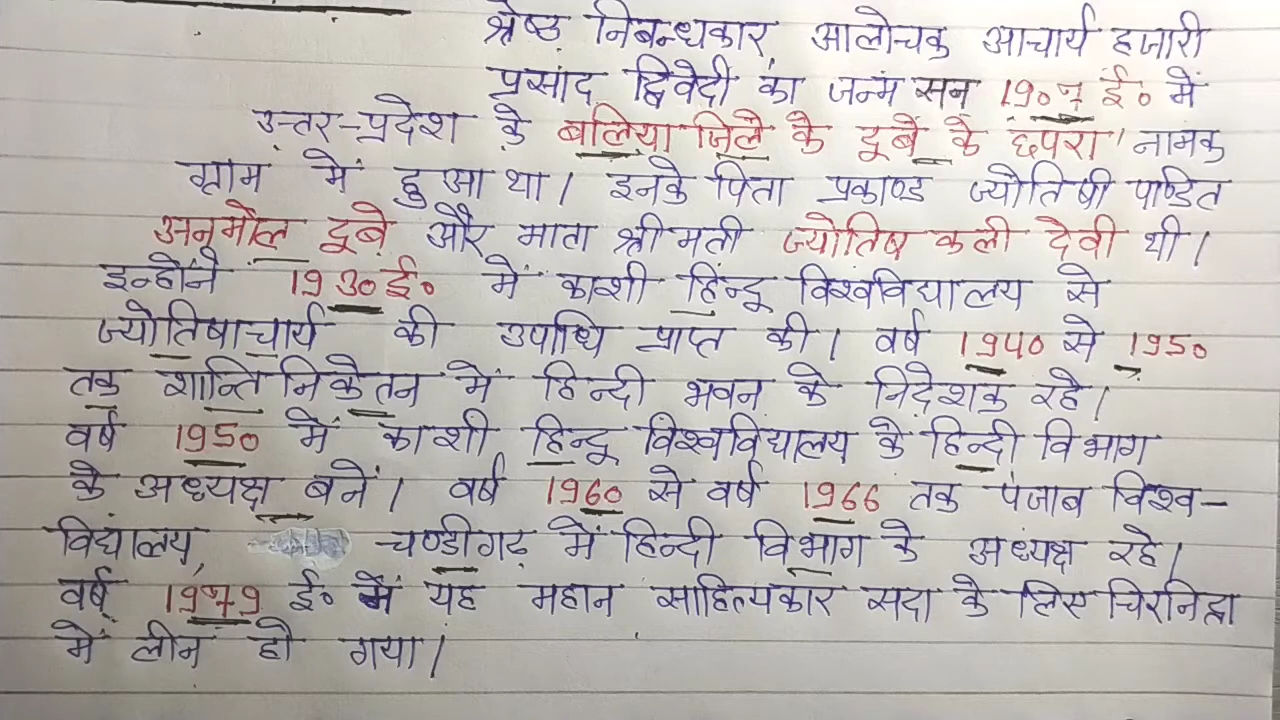 श्रेष्ठ निबन्धकार, आलोचक आचार्य हजारी
प्रसाद द्विवेदी का जन्म सन 1907 ई० में
उत्तर-प्रदेश के बलिया जिले के दूबे के छपरा' नामक
ग्राम में हुआ था। इनके पिता प्रकाण्ड ज्योतिषी पण्डित
अनमोल दूबे और माता श्रीमती ज्योतिष कली देवी थी।
इन्होंने 1930ई० में काशी हिन्दू विश्वविद्यालय से
ज्योतिषाचार्य की उपाधि प्राप्त की। वर्ष 1940 से 1950
तक शान्ति निकेतन में हिन्दी भवन के निदेशक रहे।
वर्ष 1950 में काशी हिन्दू विश्वविद्यालय के हिन्दी विभाग
के अध्यक्ष बनें। वर्ष 1960 से वर्ष 1966 तक पंजाब विश्व-
विद्यालय, चण्डीगढ़ में हिन्दी विभाग के अध्यक्ष रहे।
वर्ष 1979 ई० में यह महान साहित्यकार सदा के लिए चिरनिद्रा
में लीन हो गया।